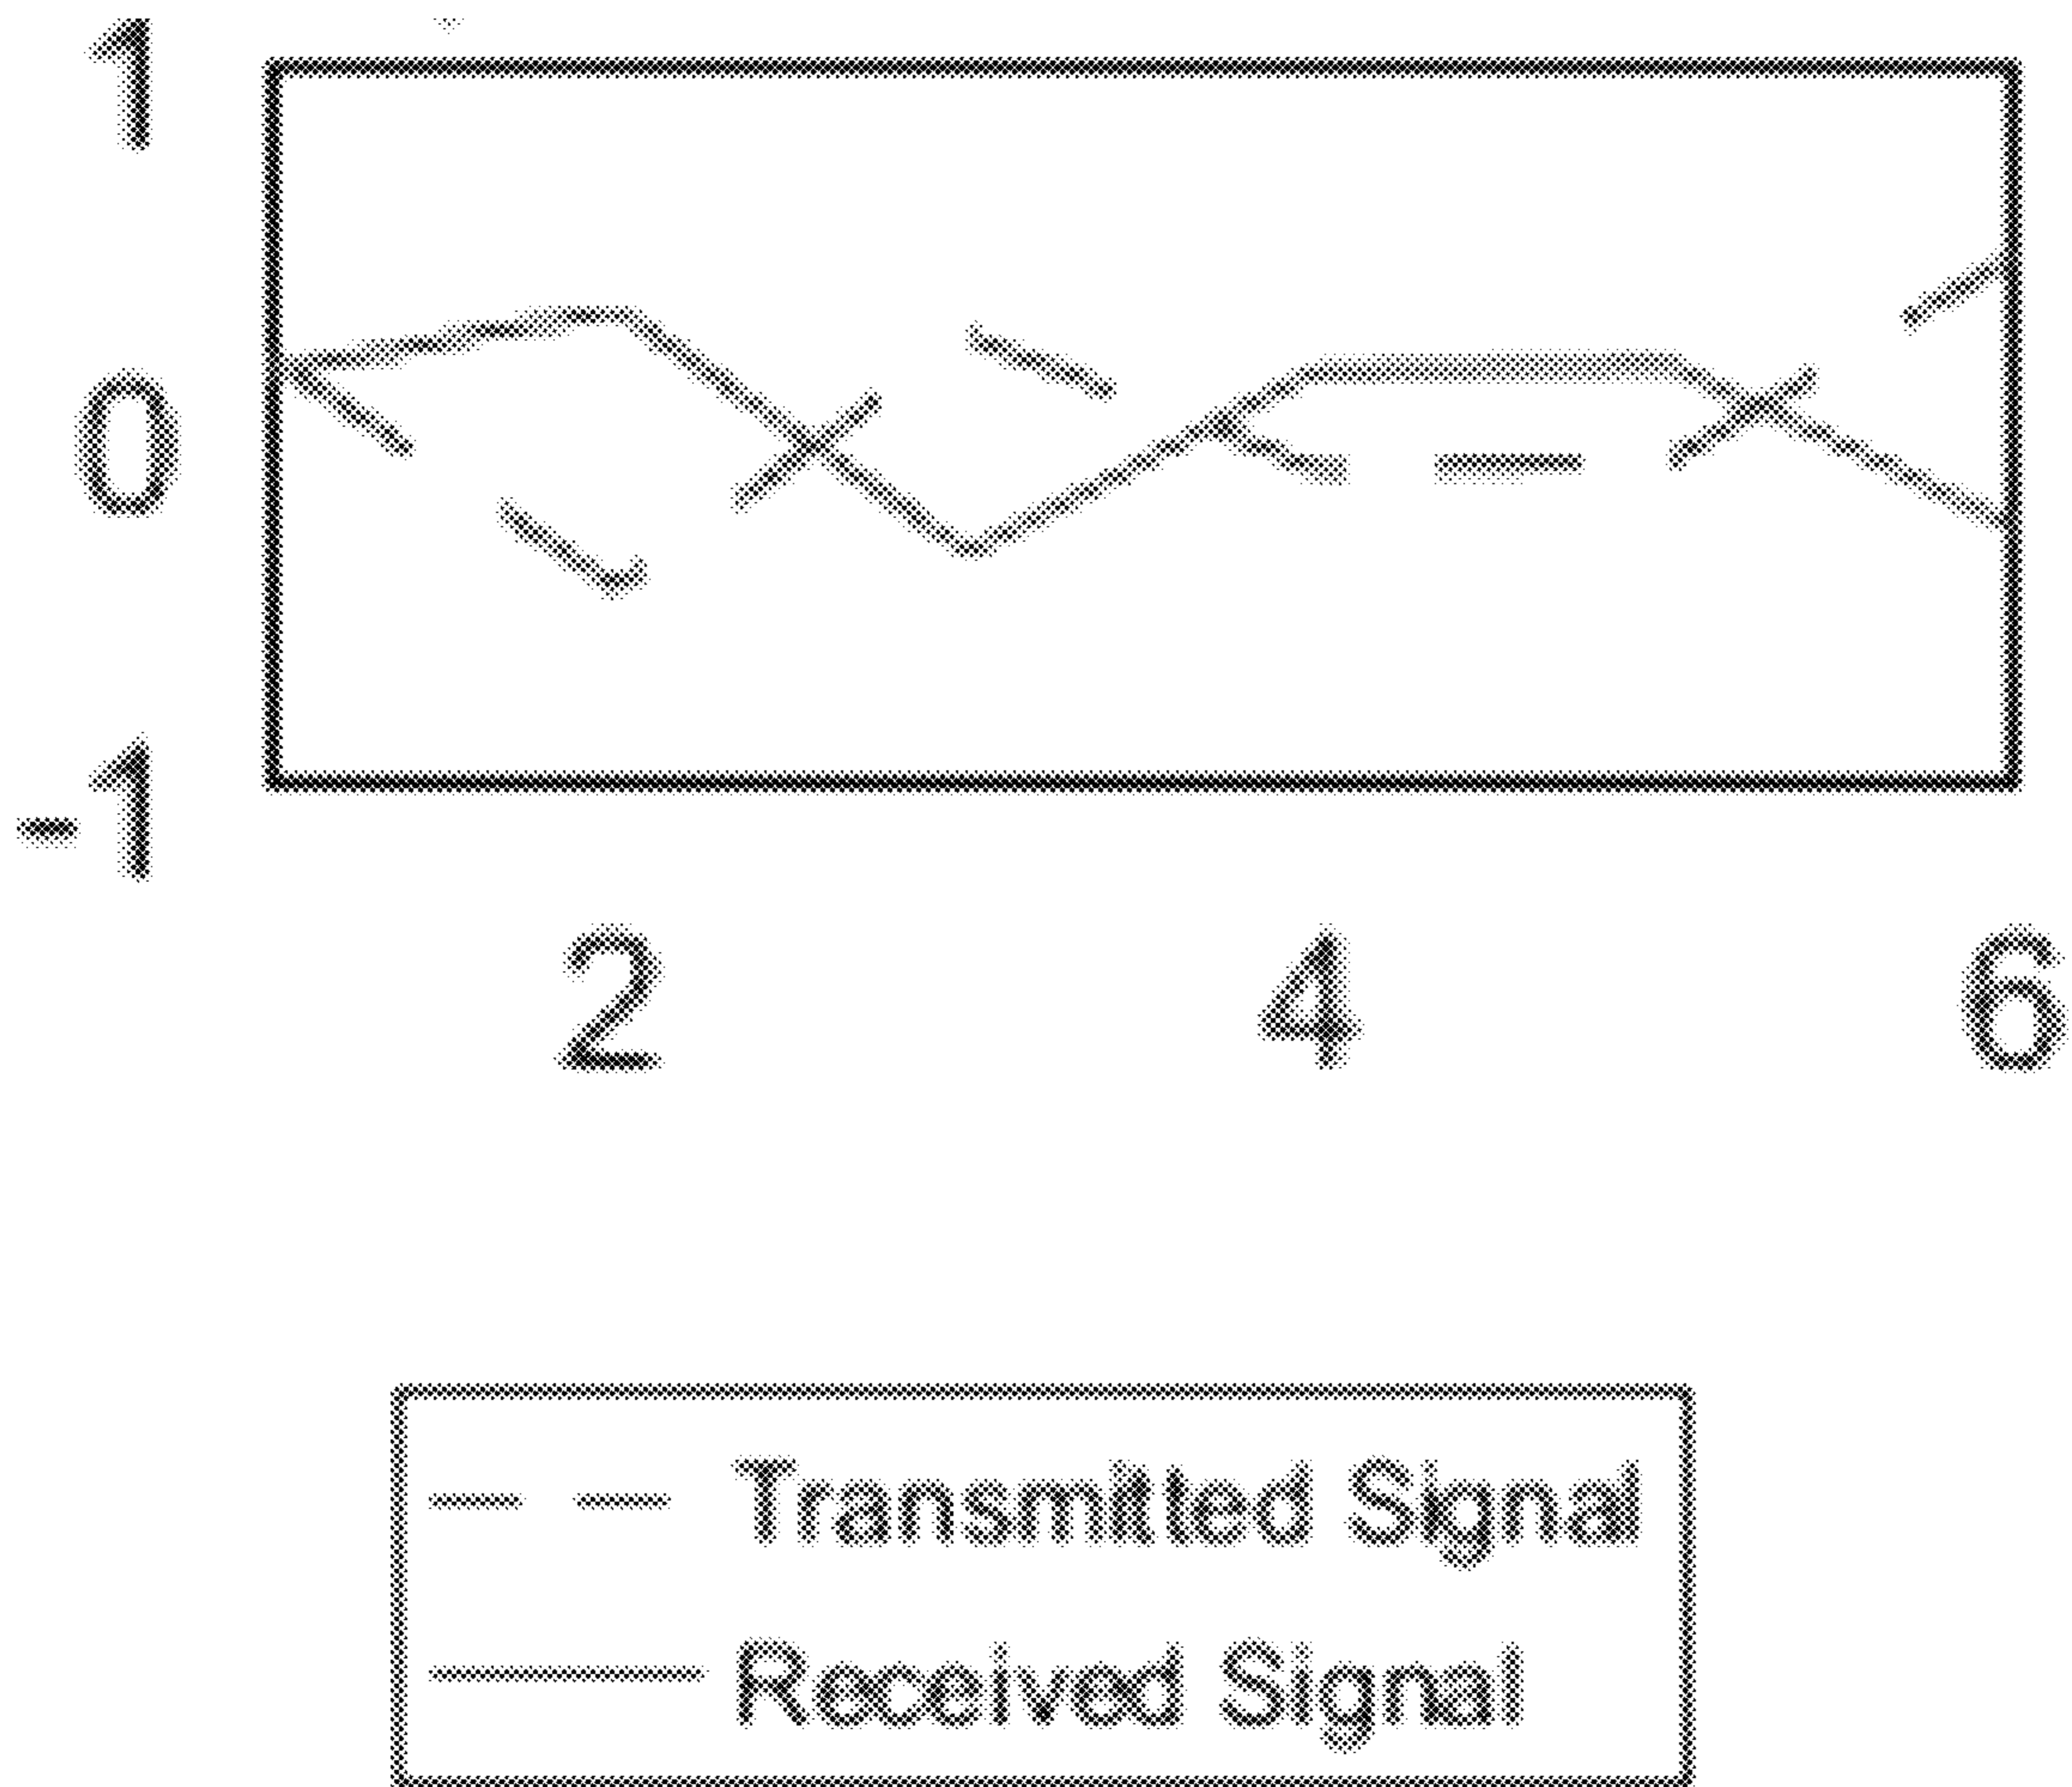 1
0
-1
2 4 6
Transmitted Signal
Received Signal